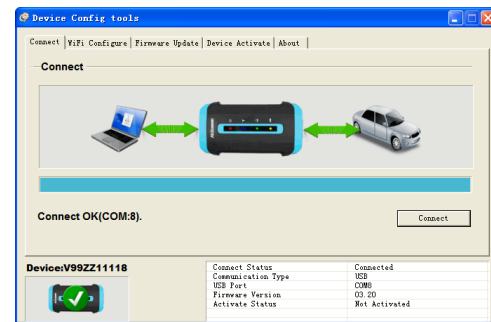 Device Config tools
Connect WiFi Configure Firmware Update Device Activate About
Connect
Connect OK(COM:8).
Connect
Device:V99ZZ11118
Connect Status Connected
Communication Type USB
USB Port COM8
Firmware Version 03.20
Activate Status Not Activated